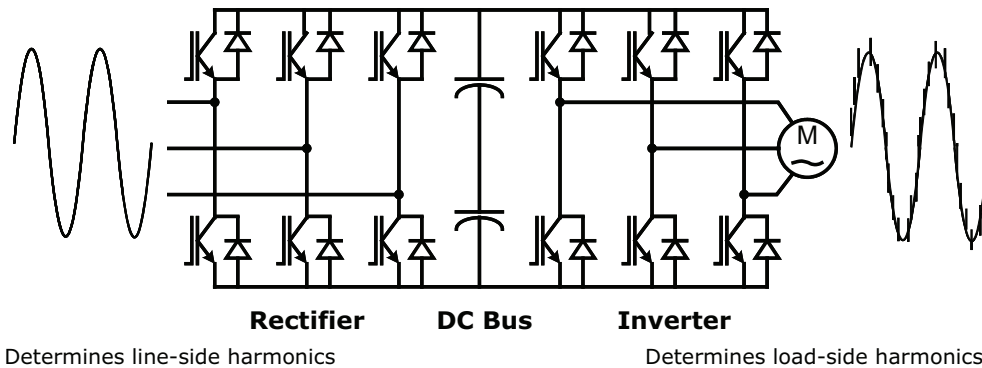 M
Rectifier DC Bus Inverter
Determines line-side harmonics Determines load-side harmonics